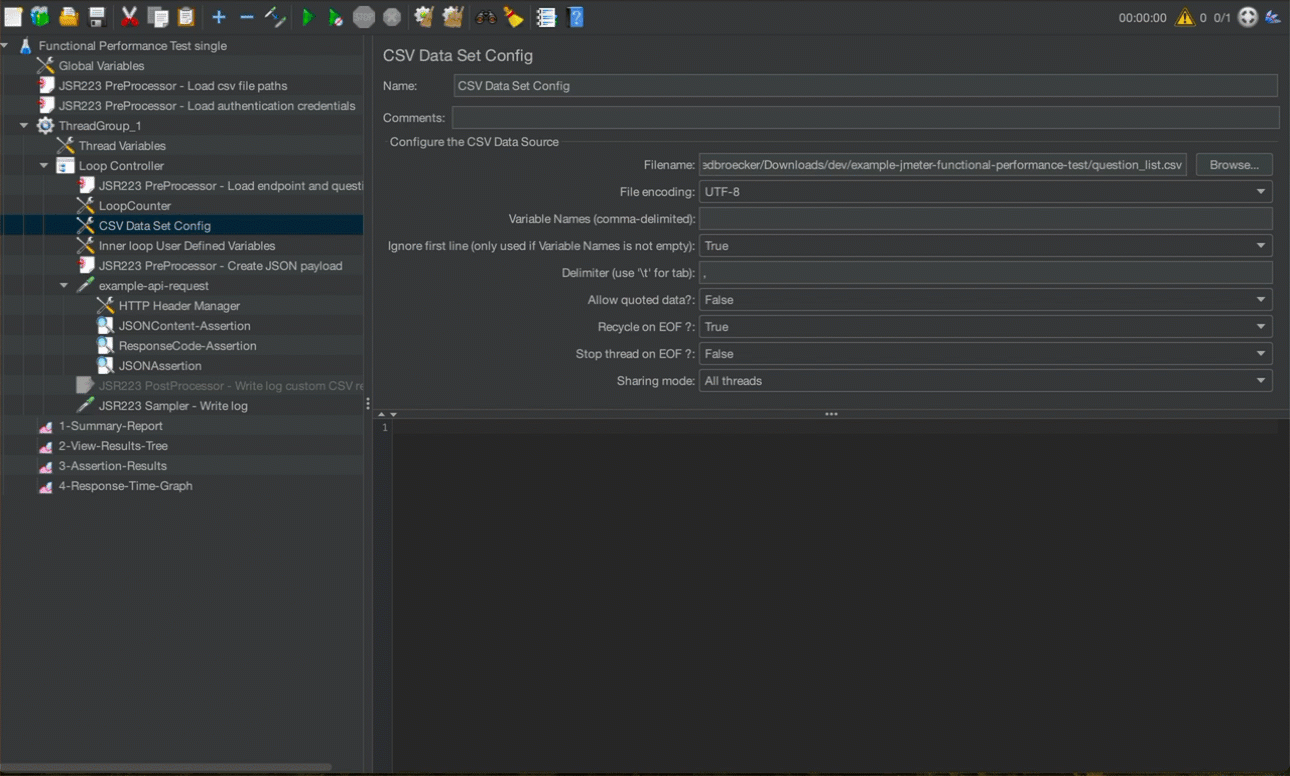 00:00:00 0 0/1
Functional Performance Test single
Global Variables
JSR223 PreProcessor - Load csv file paths
JSR223 PreProcessor - Load authentication credentials
ThreadGroup_1
Thread Variables
Loop Controller
JSR223 PreProcessor - Load endpoint and questi
LoopCounter
CSV Data Set Config
Inner loop User Defined Variables
JSR223 PreProcessor - Create JSON payload
example-api-request
HTTP Header Manager
JSONContent-Assertion
ResponseCode-Assertion
JSONAssertion
JSR223 PostProcessor - Write log custom CSV re
JSR223 Sampler - Write log
1-Summary-Report
2-View-Results-Tree
3-Assertion-Results
4-Response-Time-Graph
CSV Data Set Config
Name: CSV Data Set Config
Comments:
Configure the CSV Data Source
Filename: edbroecker/Downloads/dev/example-jmeter-functional-performance-test/question_list.csv Browse...
File encoding: UTF-8
Variable Names (comma-delimited):
Ignore first line (only used if Variable Names is not empty): True
Delimiter (use '\t' for tab): ,
Allow quoted data?: False
Recycle on EOF ?: True
Stop thread on EOF ?: False
Sharing mode: All threads
1